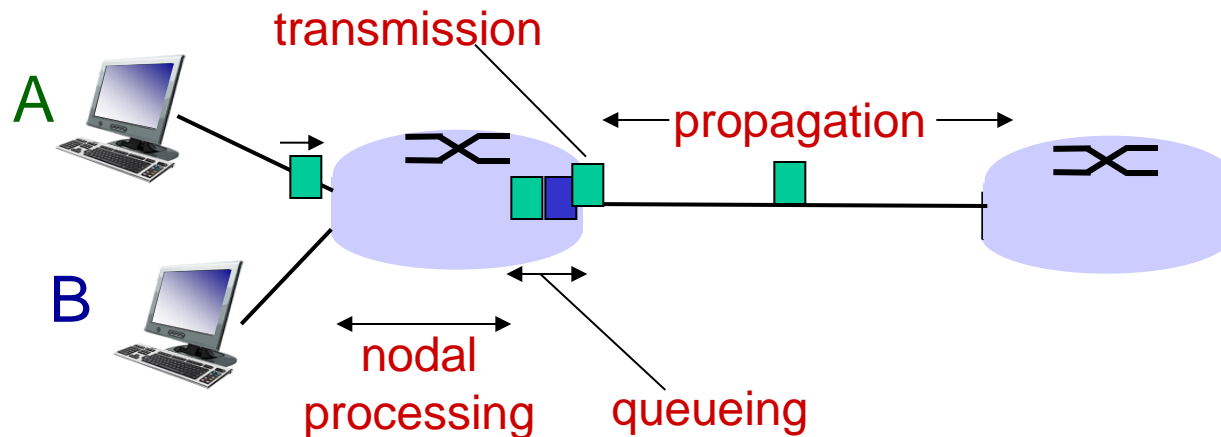 transmission
A
propagation
B
nodal
processing
queueing